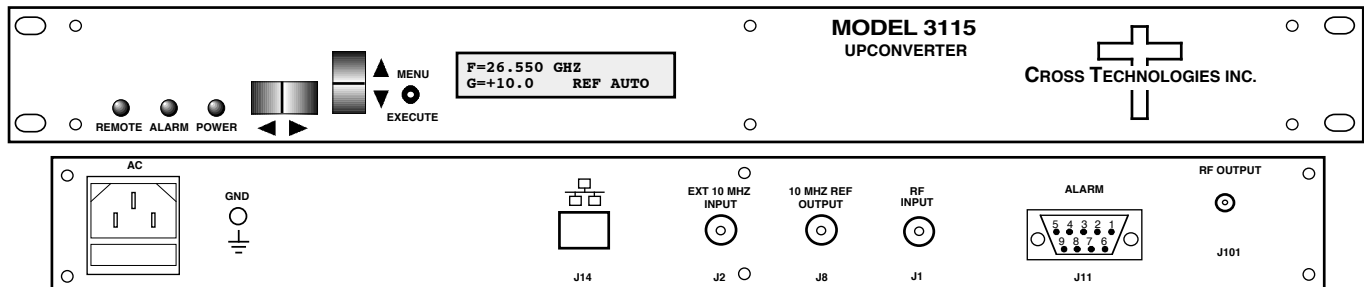 MODEL 3115
UPCONVERTER
CROSS TECHNOLOGIES INC.
F=26.550 GHZ
G=+10.0 REF AUTO
MENU
EXECUTE
REMOTE ALARM POWER
AC
GND
J14
EXT 10 MHZ
INPUT
J2
10 MHZ REF
OUTPUT
J8
RF
INPUT
J1
ALARM
5 4 3 2 1
9 8 7 6
J11
RF OUTPUT
J101